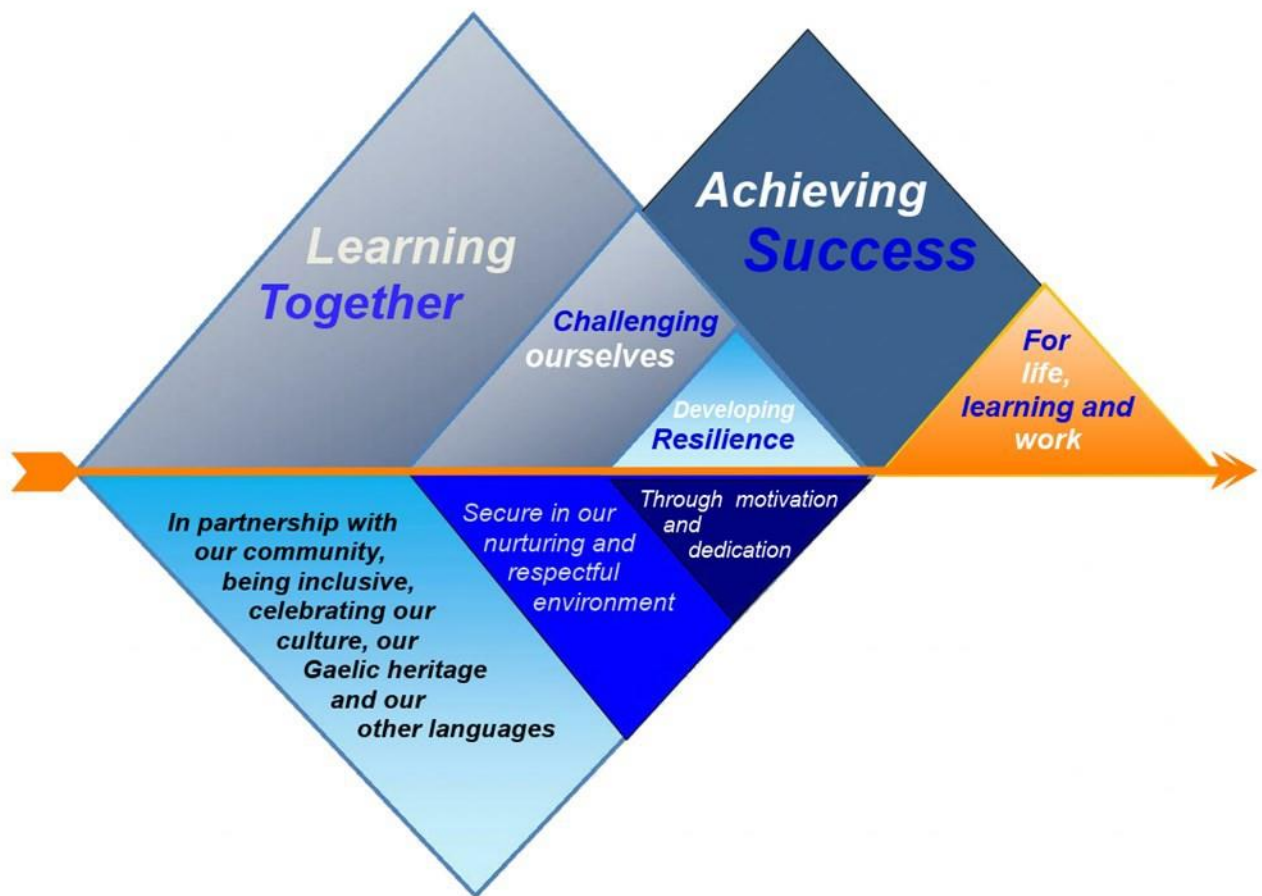 Learning
Together
Challenging
ourselves
Developing
Resilience
Achieving
Success
For
life,
learning and
work
In partnership with
our community,
being inclusive,
celebrating our
culture, our
Gaelic heritage
and our
other languages
Secure in our
nurturing and
respectful
environment
Through motivation
and
dedication